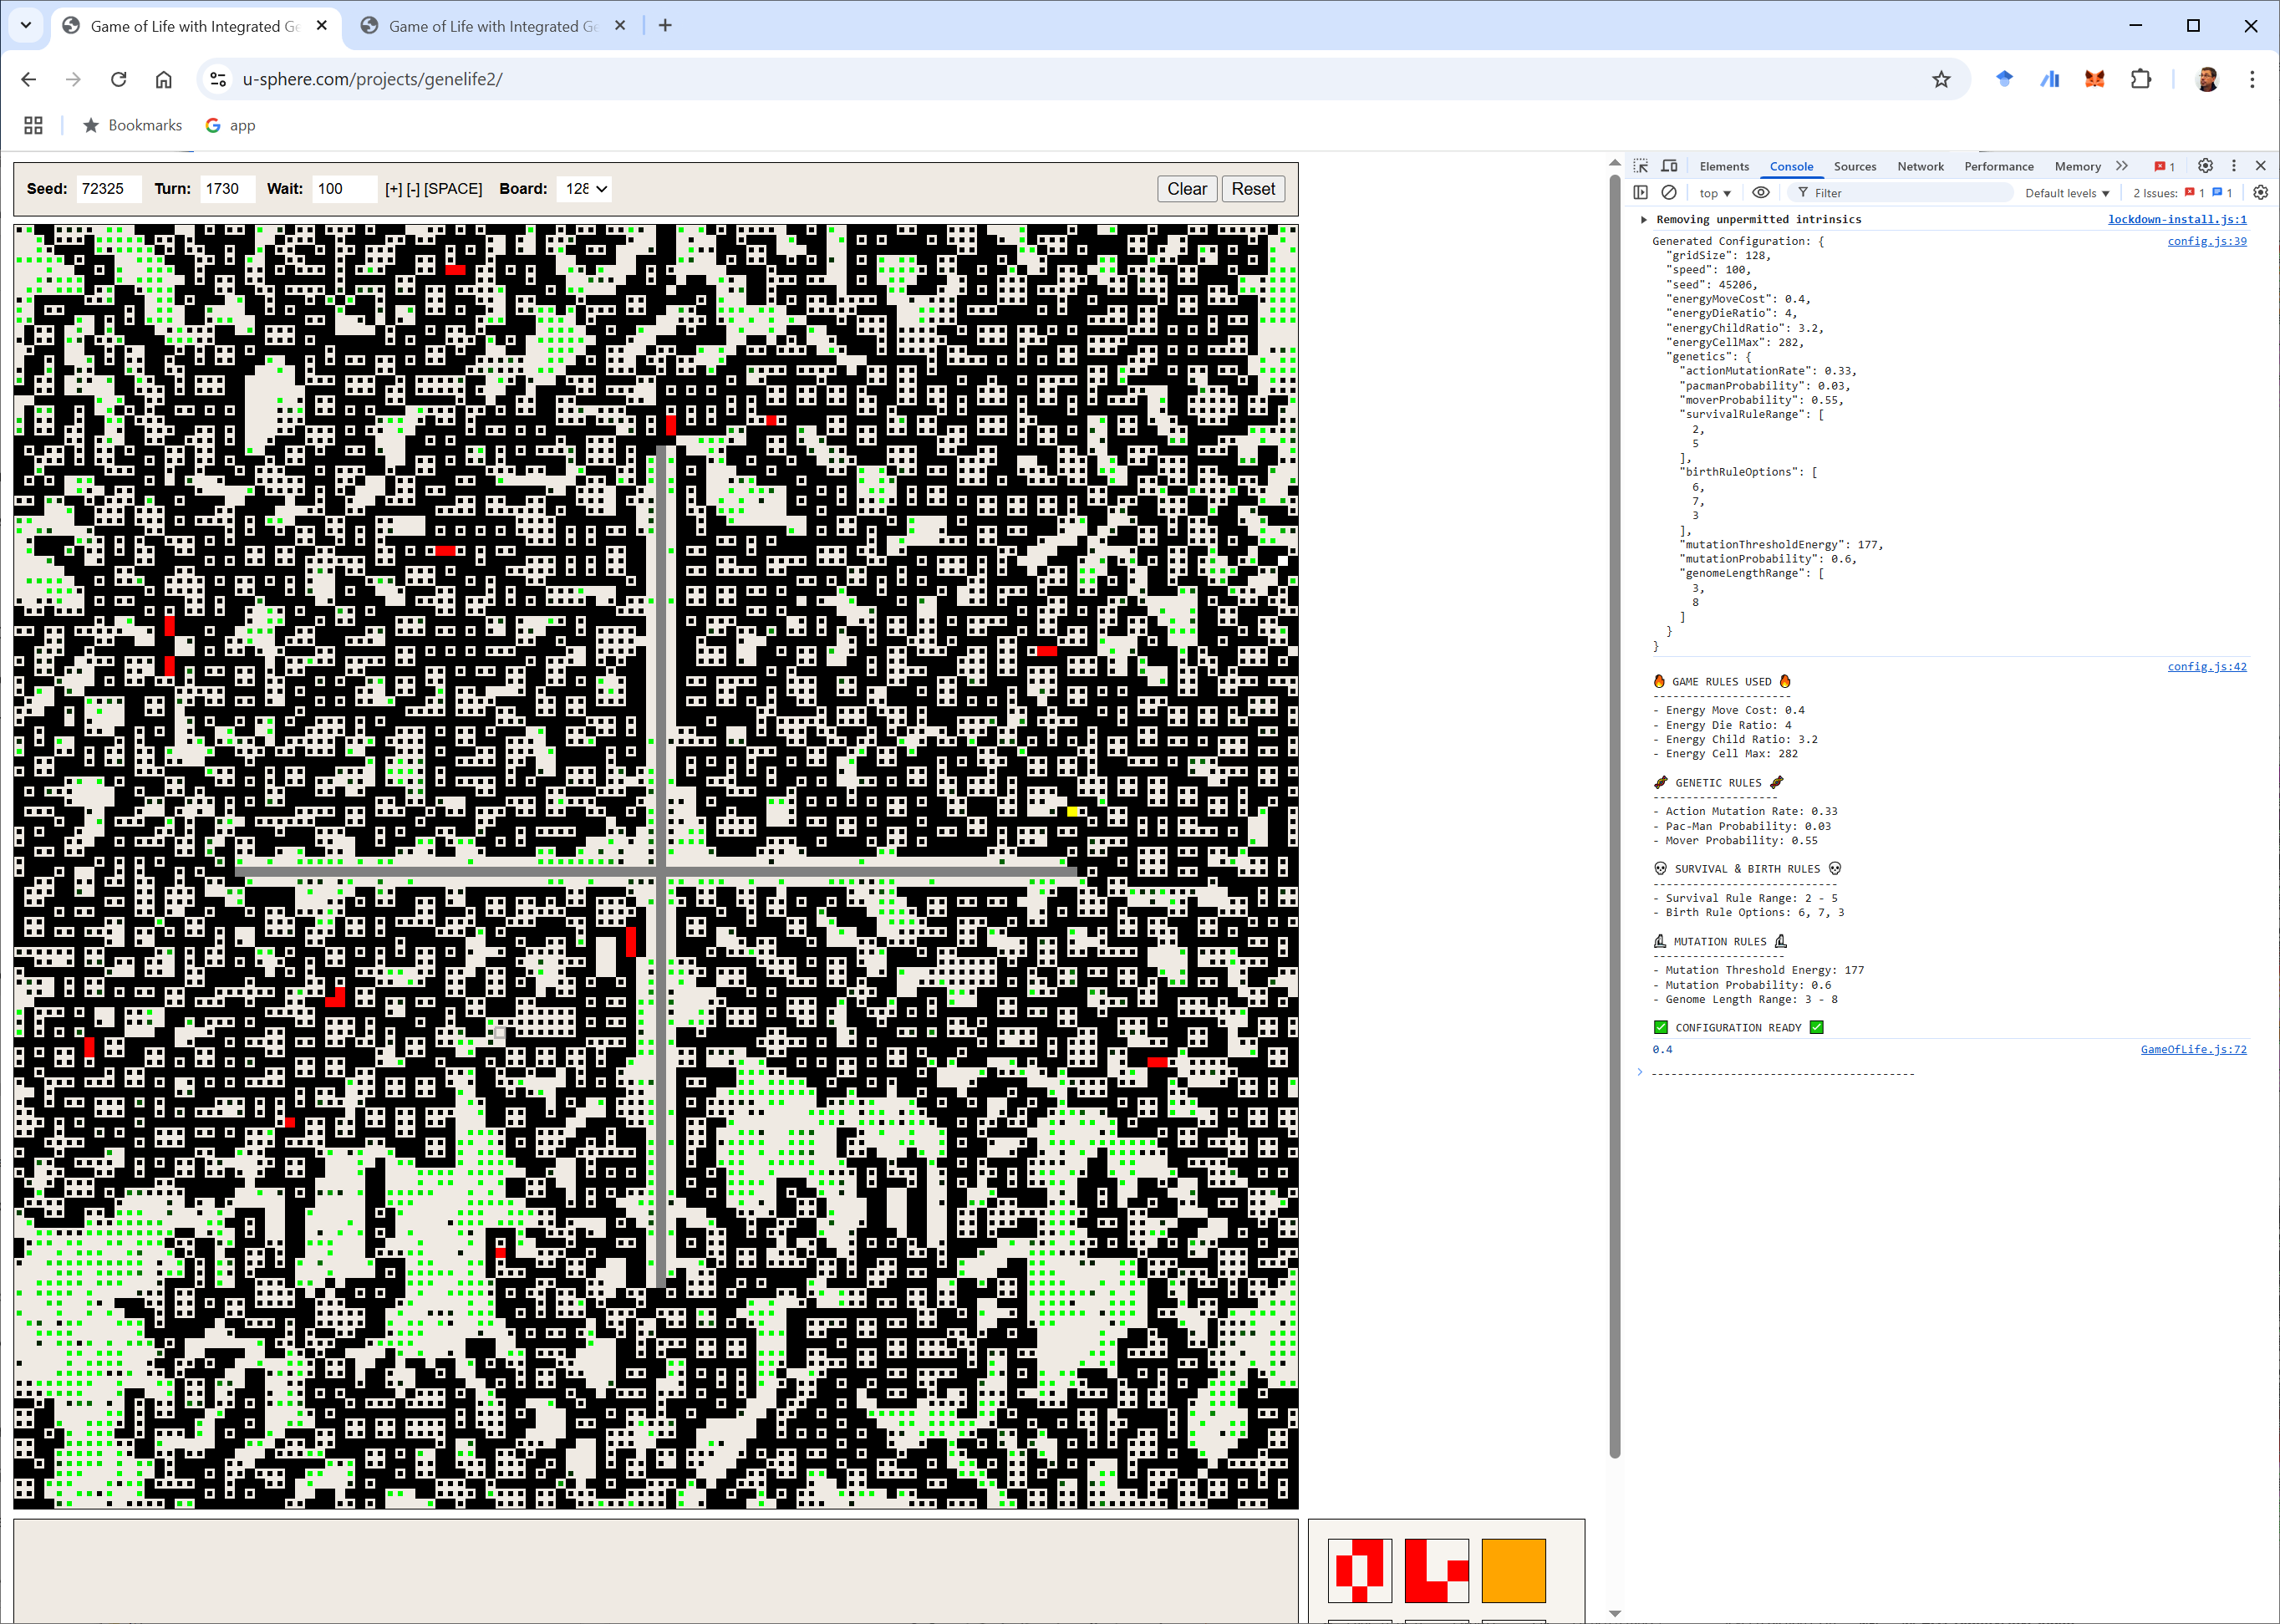 Game of Life with Integrated Ge
Game of Life with Integrated Ge
u-sphere.com/projects/genelife2/
Bookmarks
app
Seed: 72325 Turn: 1730 Wait: 100 [+] [-] [SPACE] Board: 128 Clear Reset
Elements Console Sources Network Performance Memory 1
top Filter Default levels 2 Issues: 1 1
Removing unpermitted intrinsics lockdown-install.js:1
Generated Configuration: { config.js:39
"gridSize": 128,
"speed": 100,
"seed": 45206,
"energyMoveCost": 0.4,
"energyDieRatio": 4,
"energyChildRatio": 3.2,
"energyCellMax": 282,
"genetics": {
"actionMutationRate": 0.33,
"pacmanProbability": 0.03,
"moverProbability": 0.55,
"survivalRuleRange": [
2,
5
],
"birthRuleOptions": [
6,
7,
3
],
"mutationThresholdEnergy": 177,
"mutationProbability": 0.6,
"genomeLengthRange": [
3,
8
]
}
}
config.js:42
🔥 GAME RULES USED 🔥
---------------------
- Energy Move Cost: 0.4
- Energy Die Ratio: 4
- Energy Child Ratio: 3.2
- Energy Cell Max: 282
🧬 GENETIC RULES 🧬
-------------------
- Action Mutation Rate: 0.33
- Pac-Man Probability: 0.03
- Mover Probability: 0.55
💀 SURVIVAL & BIRTH RULES 💀
----------------------------
- Survival Rule Range: 2 - 5
- Birth Rule Options: 6, 7, 3
🔬 MUTATION RULES 🔬
--------------------
- Mutation Threshold Energy: 177
- Mutation Probability: 0.6
- Genome Length Range: 3 - 8
✅ CONFIGURATION READY ✅
0.4 GameOfLife.js:72
----------------------------------------